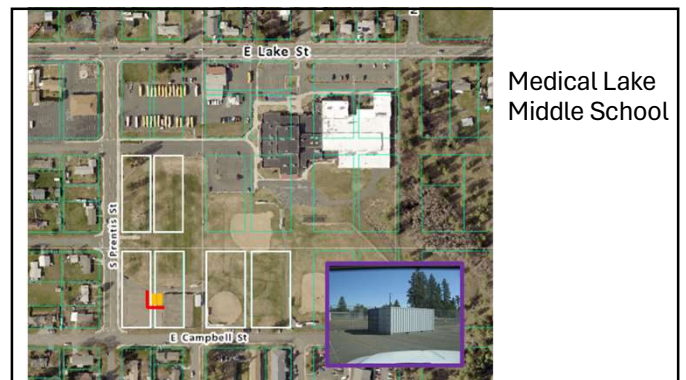 E Lake St
Medical Lake
Middle School
S Prentis St
E Campbell St